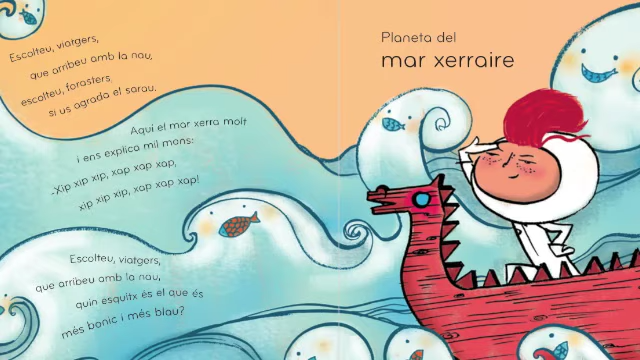 Escolteu, viatgers,
que arribeu amb la nau,
escolteu, forasters
si us agrada el sarau.
Aquí el mar xerra molt
i ens explica mil mons:
-Xip xip xip, xap xap xap,
xip xip xip, xap xap xap!
Escolteu, viatgers,
que arribeu amb la nau,
quin esquitx és el que és
més bonic i més blau?
Planeta del
mar xerraire